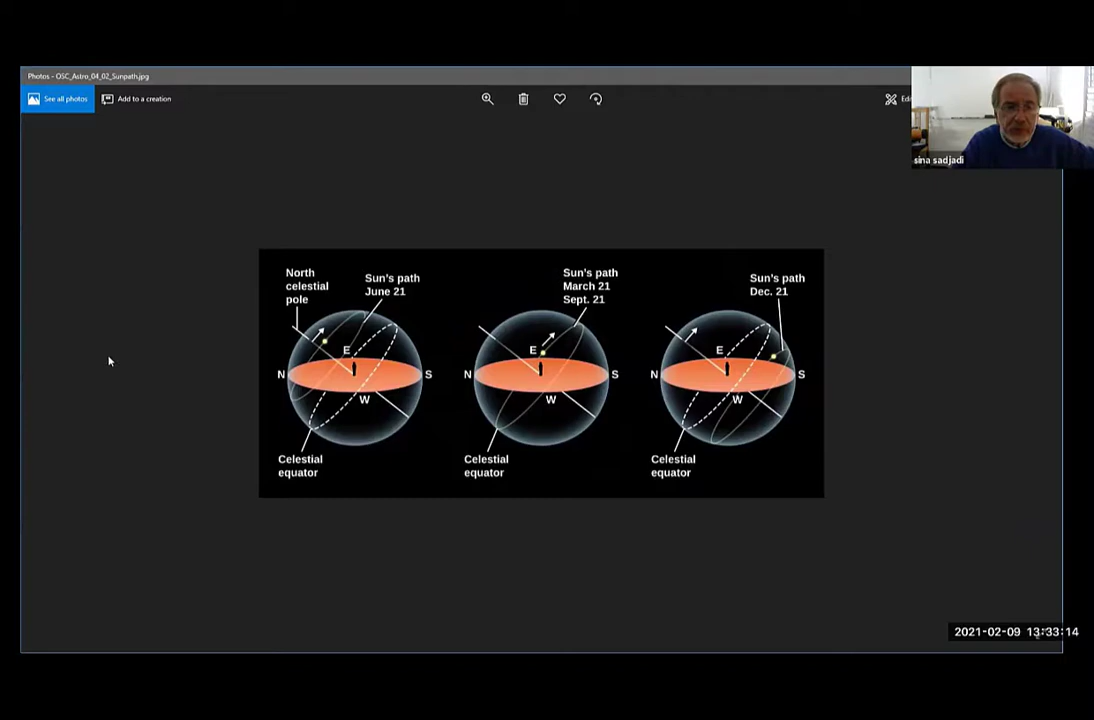 Photos - OSC_Astro_04_02_Sunpath.jpg
See all photos
Add to a creation
sina sadjadi
North
celestial
pole
Sun's path
June 21
E
N
S
W
Celestial
equator
Sun's path
March 21
Sept. 21
E
N
S
W
Celestial
equator
Sun's path
Dec. 21
E
N
S
W
Celestial
equator
2021-02-09 13:33:14